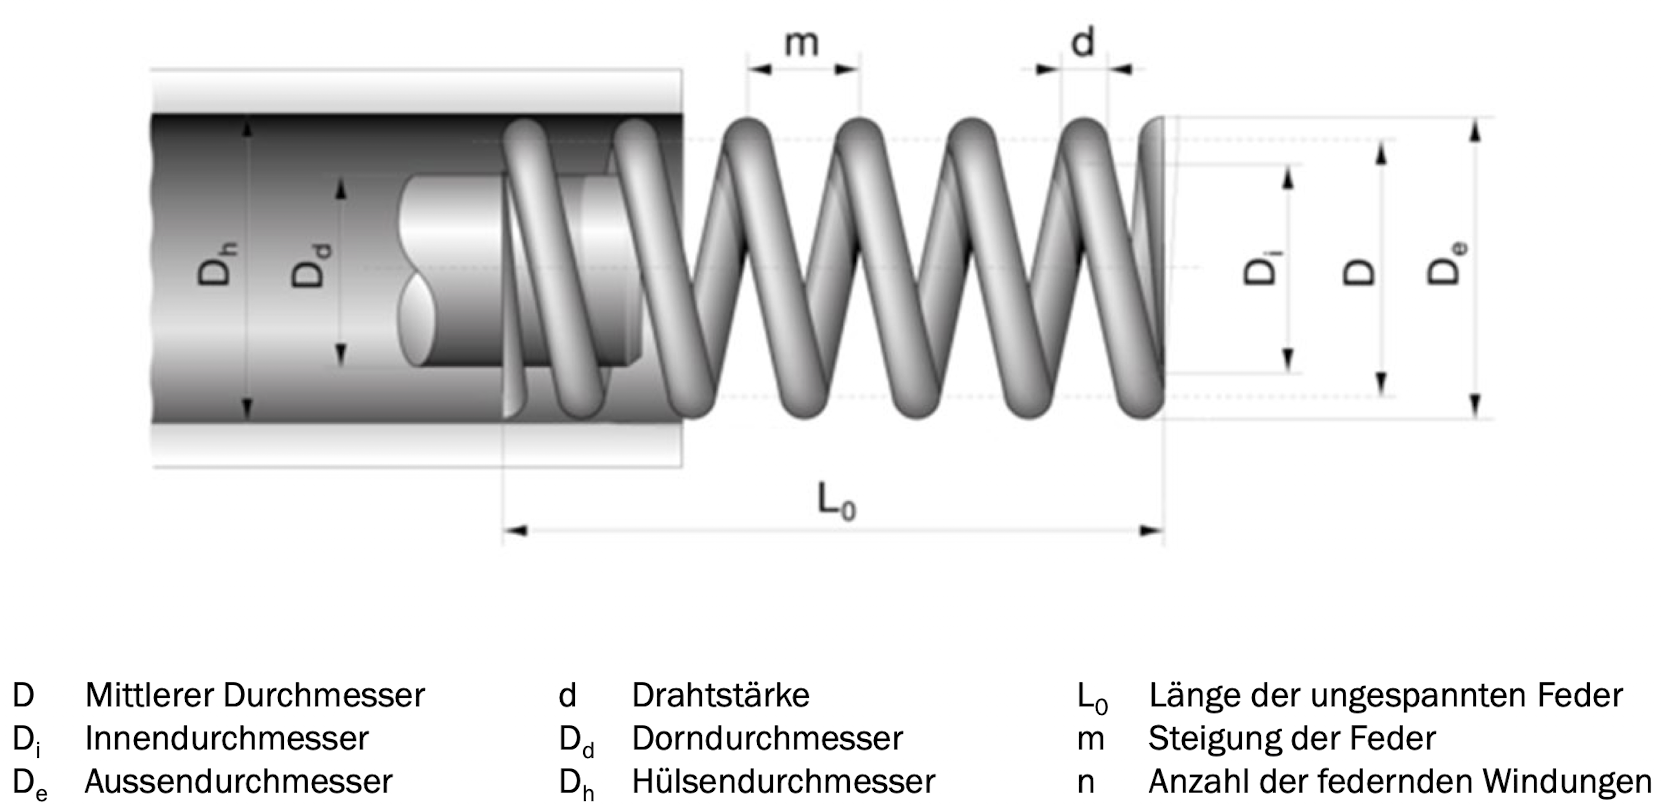 m
d
D_h
D_d
D_i
D
D_e
L_0
D Mittlerer Durchmesser
d Drahtstärke
L_0 Länge der ungespannten Feder
D_i Innendurchmesser
D_d Dorndurchmesser
m Steigung der Feder
D_e Aussendurchmesser
D_h Hülsendurchmesser
n Anzahl der federnden Windungen